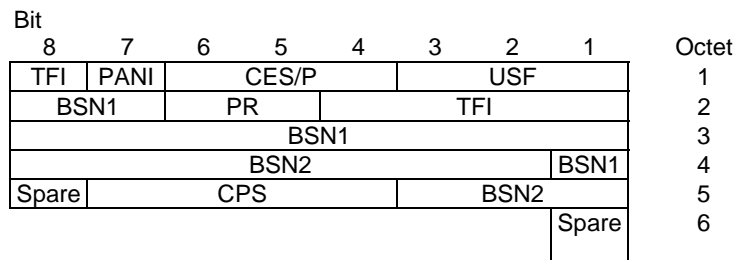 Bit
8 7 6 5 4 3 2 1 Octet
TFI PANI CES/P USF 1
BSN1 PR TFI 2
BSN1 3
BSN2 BSN1 4
Spare CPS BSN2 5
Spare 6